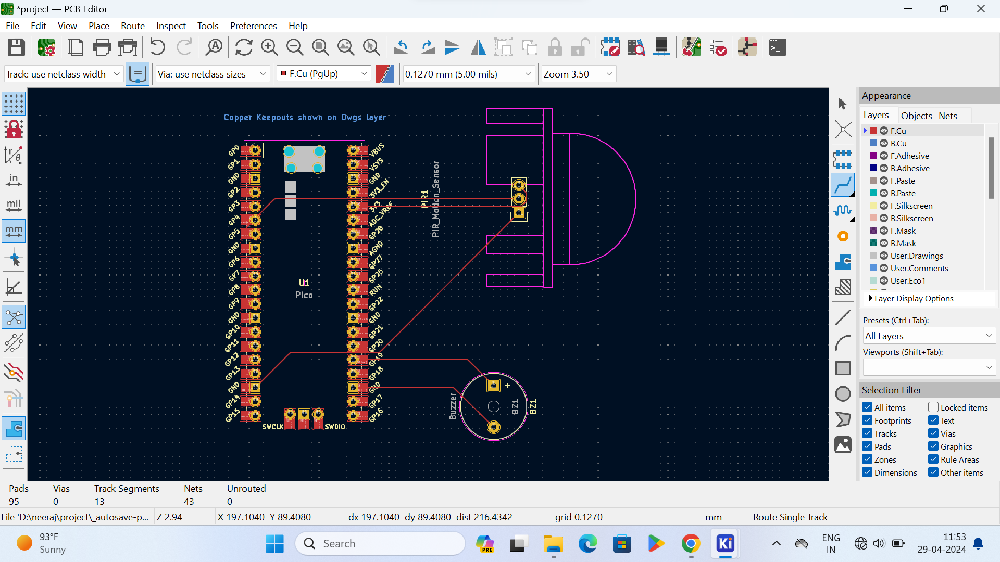 *project — PCB Editor
File Edit View Place Route Inspect Tools Preferences Help
Track: use netclass width Via: use netclass sizes F.Cu (PgUp) 0.1270 mm (5.00 mils) Zoom 3.50
in
mil
mm
Copper Keepouts shown on Dwgs layer
GP0
GP1
GND
GP2
GP3
GP4
GP5
GND
GP6
GP7
GP8
GP9
GND
GP10
GP11
GP12
GP13
GND
GP14
GP15
VBUS
VSYS
GND
3V3_EN
3V3
ADC_VREF
GP28
AGND
GP27
GP26
RUN
GP22
GND
GP21
GP20
GP19
GP18
GND
GP17
GP16
U1
Pico
SWCLK SWDIO
PIR1
PIR_Motion_Sensor
Buzzer
+
BZ1
BZ1
Appearance
Layers Objects Nets
F.Cu
B.Cu
F.Adhesive
B.Adhesive
F.Paste
B.Paste
F.Silkscreen
B.Silkscreen
F.Mask
B.Mask
User.Drawings
User.Comments
User.Eco1
Layer Display Options
Presets (Ctrl+Tab):
All Layers
Viewports (Shift+Tab):
---
Selection Filter
All items Locked items
Footprints Text
Tracks Vias
Pads Graphics
Zones Rule Areas
Dimensions Other items
Pads Vias Track Segments Nets Unrouted
95 0 13 43 0
File 'D:\neeraj\project\_autosave-p... Z 2.94 X 197.1040 Y 89.4080 dx 197.1040 dy 89.4080 dist 216.4342 grid 0.1270 mm Route Single Track
93°F
Sunny
Search
PRE
Ki
ENG
IN
11:53
29-04-2024